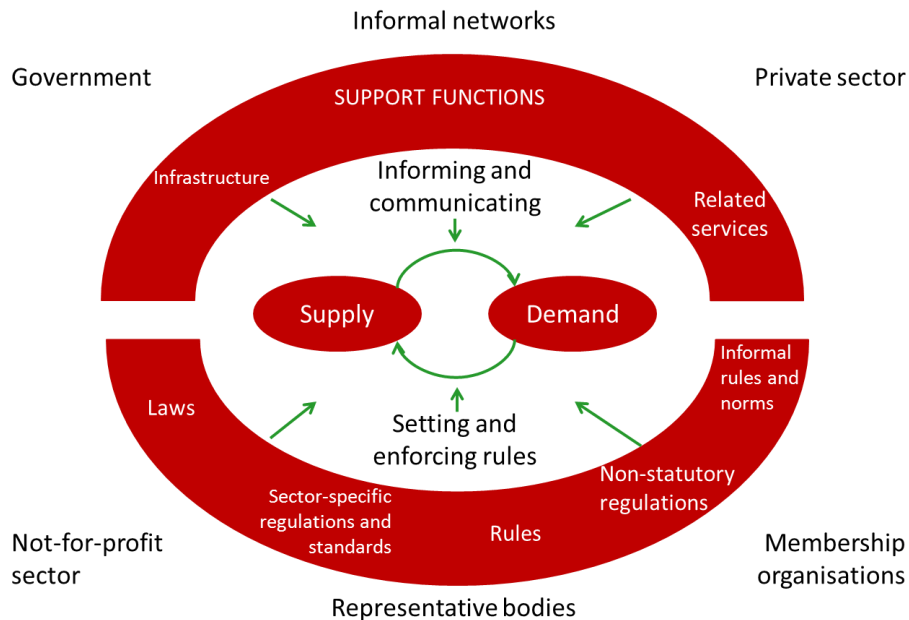 Informal networks
Government
Private sector
SUPPORT FUNCTIONS
Infrastructure
Informing and
communicating
Related
services
Supply
Demand
Informal
rules and
norms
Laws
Setting and
enforcing rules
Sector-specific
regulations and
standards
Rules
Non-statutory
regulations
Not-for-profit
sector
Membership
organisations
Representative bodies